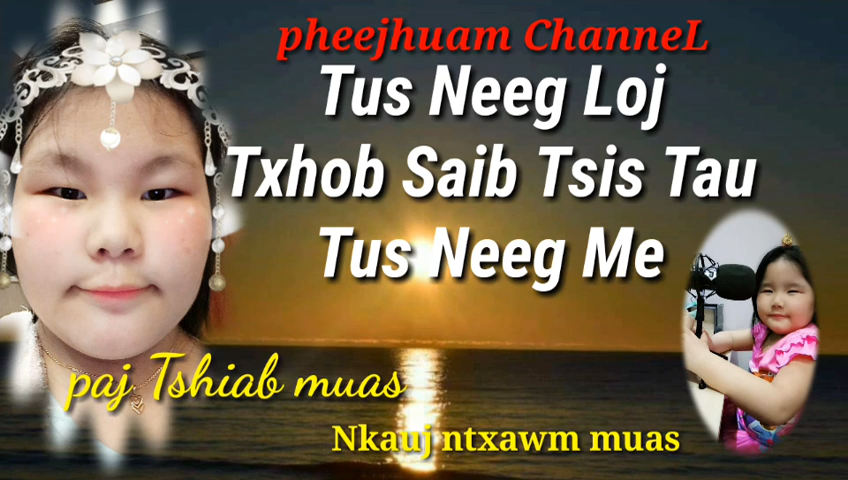 pheejhuam ChanneL
Tus Neeg Loj
Txhob Saib Tsis Tau
Tus Neeg Me
paj Tshiab muas
Nkauj ntxawm muas